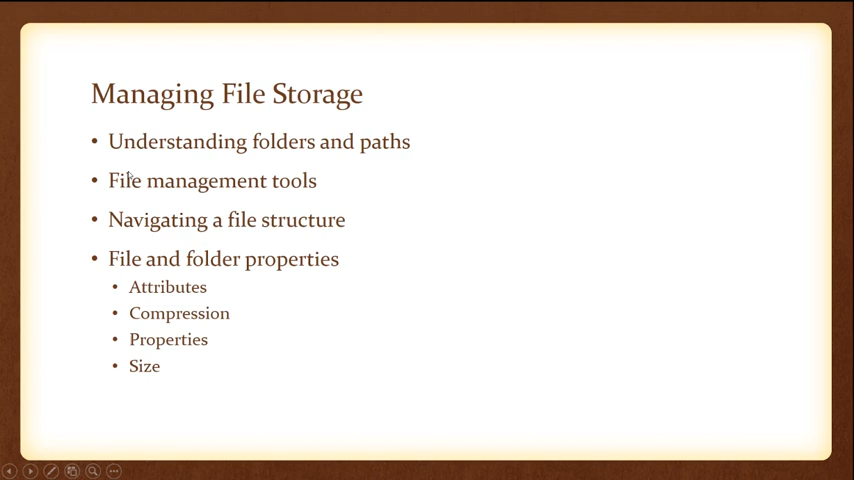 Managing File Storage
• Understanding folders and paths
• File management tools
• Navigating a file structure
• File and folder properties
• Attributes
• Compression
• Properties
• Size